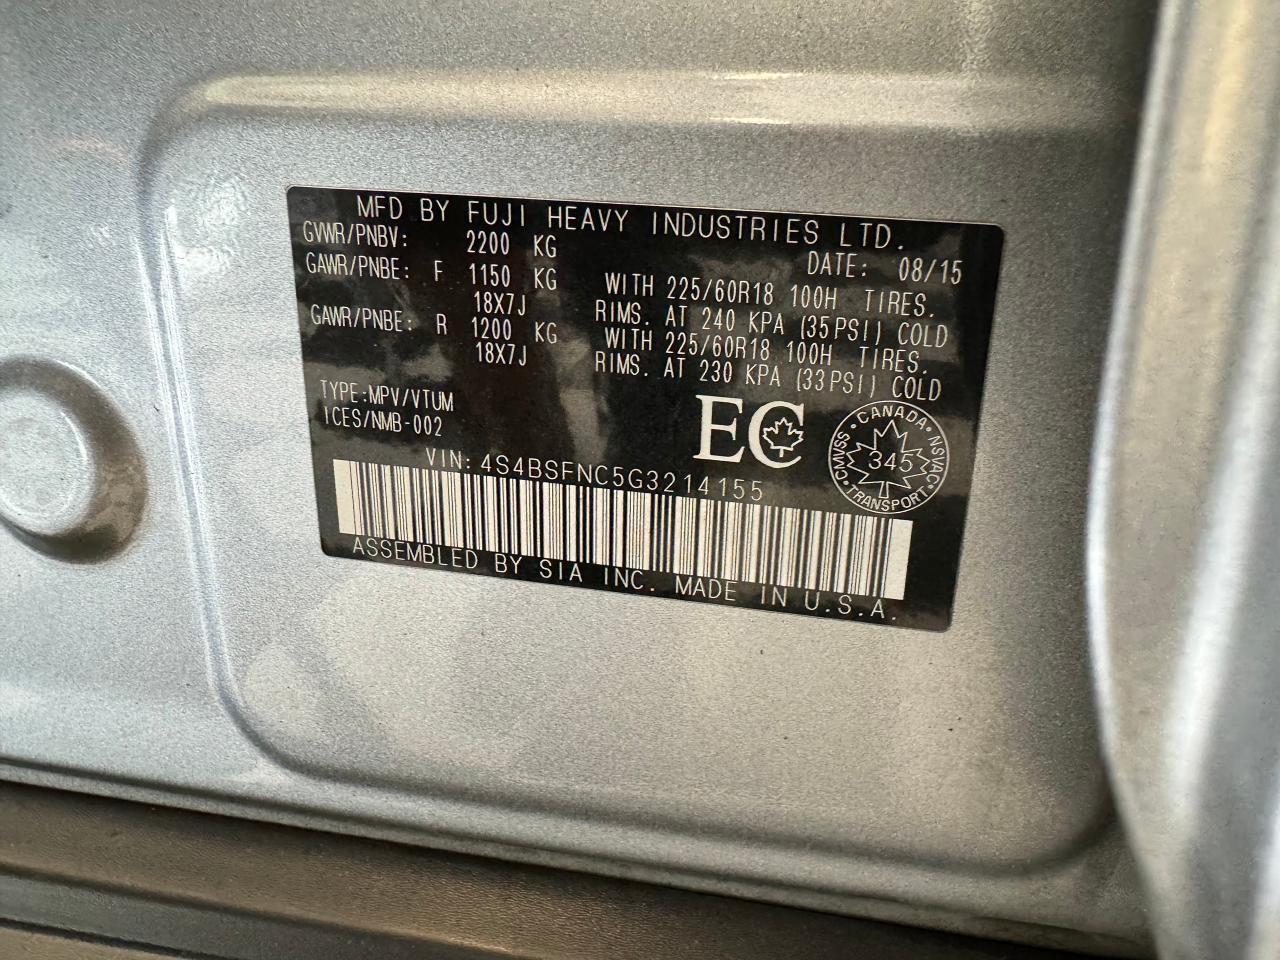 MFD BY FUJI HEAVY INDUSTRIES LTD.
GVWR/PNBV: 2200 KG DATE: 08/15
GAWR/PNBE: F 1150 KG WITH 225/60R18 100H TIRES.
18X7J RIMS. AT 240 KPA (35PSI) COLD
GAWR/PNBE: R 1200 KG WITH 225/60R18 100H TIRES.
18X7J RIMS. AT 230 KPA (33PSI) COLD
TYPE:MPV/VTUM
ICES/NMB-002
EC
CANADA
CMVSS 345 NSVAC
TRANSPORT
VIN: 4S4BSFNC5G3214155
ASSEMBLED BY SIA INC. MADE IN U.S.A.